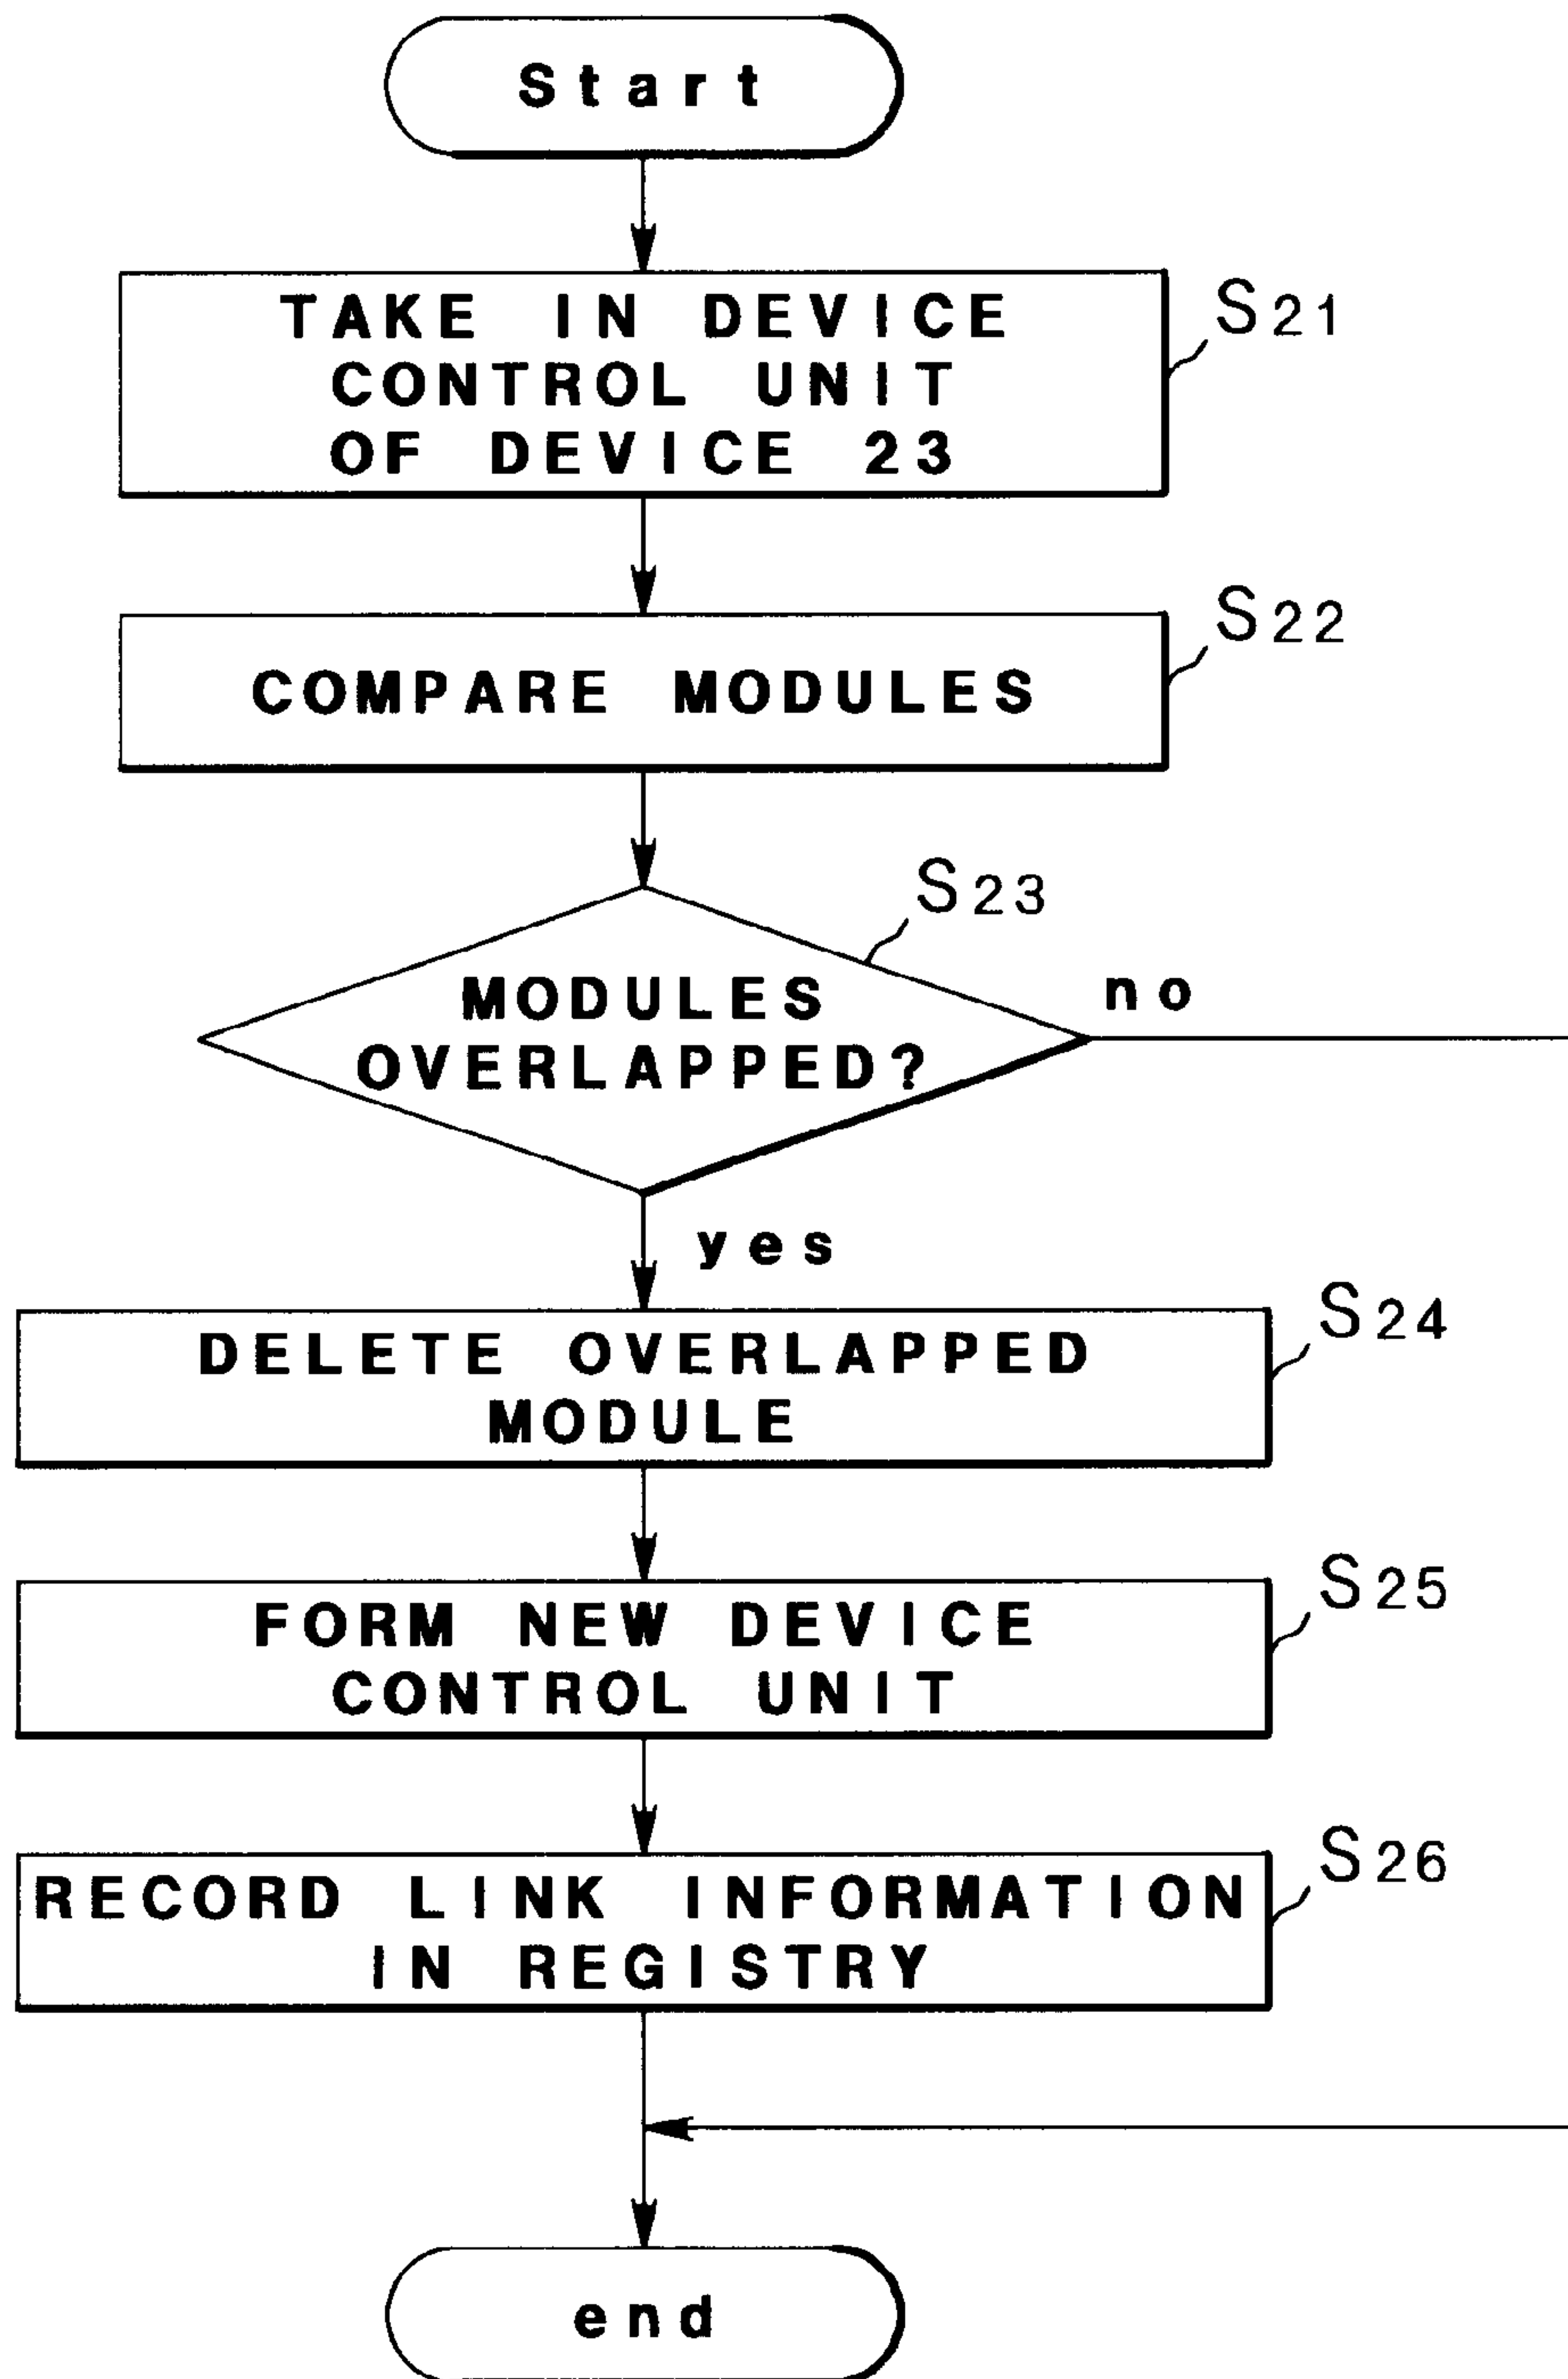 Start
TAKE IN DEVICE
CONTROL UNIT
OF DEVICE 23
S21
COMPARE MODULES
S22
MODULES
OVERLAPPED?
S23
no
yes
DELETE OVERLAPPED
MODULE
S24
FORM NEW DEVICE
CONTROL UNIT
S25
RECORD LINK INFORMATION
IN REGISTRY
S26
end